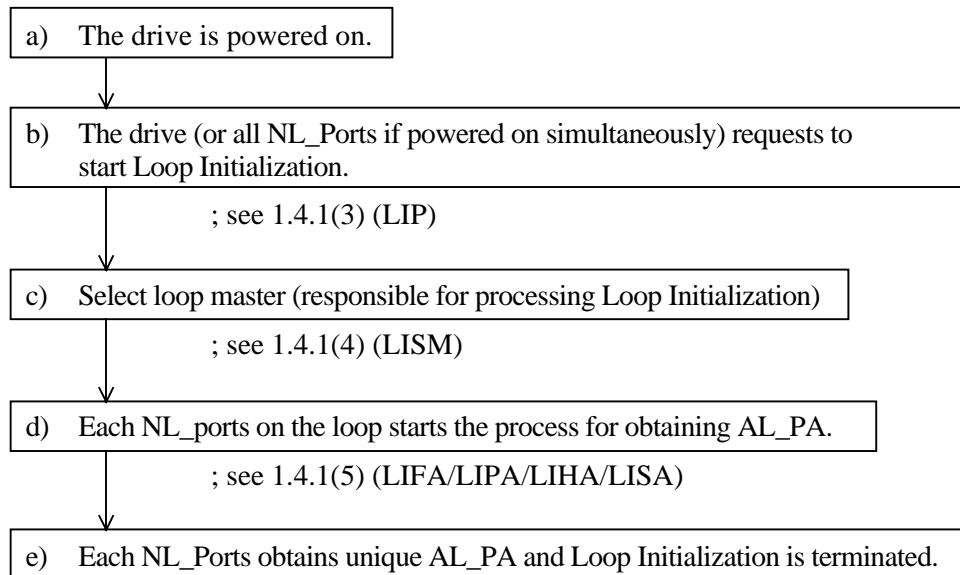 a) The drive is powered on.
b) The drive (or all NL_Ports if powered on simultaneously) requests to
start Loop Initialization.
; see 1.4.1(3) (LIP)
c) Select loop master (responsible for processing Loop Initialization)
; see 1.4.1(4) (LISM)
d) Each NL_ports on the loop starts the process for obtaining AL_PA.
; see 1.4.1(5) (LIFA/LIPA/LIHA/LISA)
e) Each NL_Ports obtains unique AL_PA and Loop Initialization is terminated.